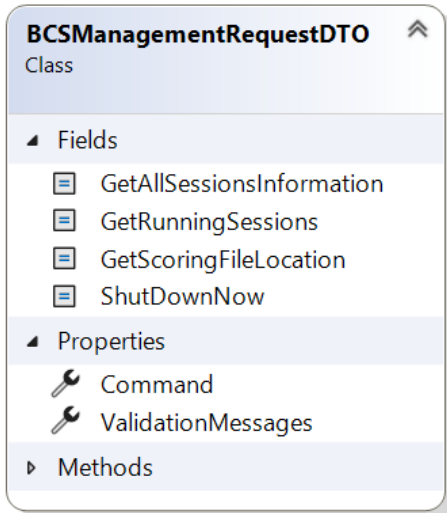 BCSManagementRequestDTO
Class
Fields
GetAllSessionsInformation
GetRunningSessions
GetScoringFileLocation
ShutDownNow
Properties
Command
ValidationMessages
Methods